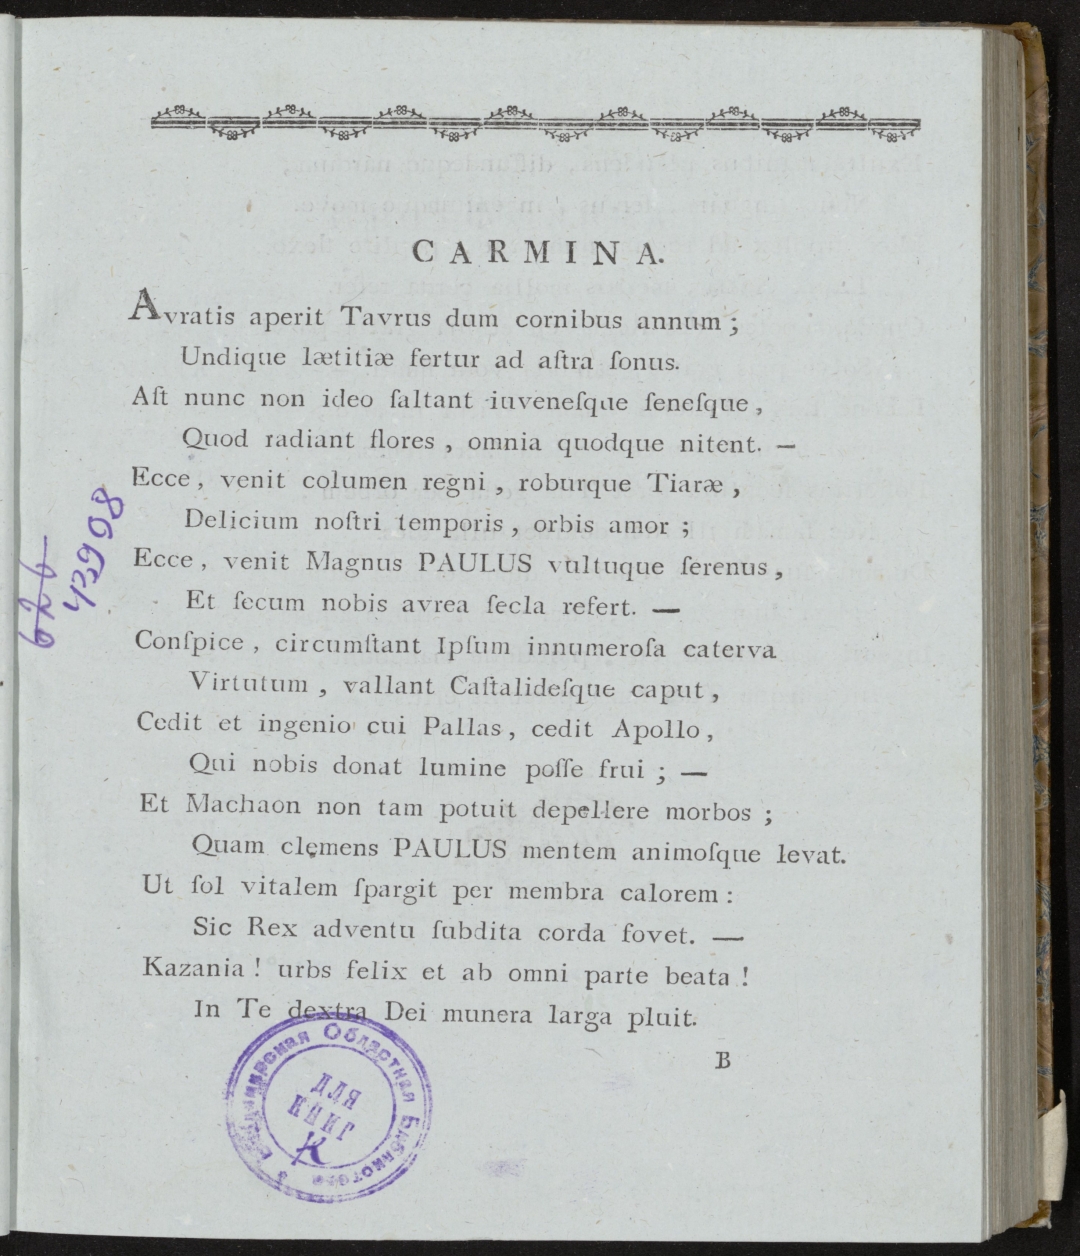 CARMINA.
Avratis aperit Tavrus dum cornibus annum ;
Undique lætitiæ fertur ad aſtra ſonus.
Aſt nunc non ideo ſaltant iuveneſque ſeneſque ,
Quod radiant flores , omnia quodque nitent. —
Ecce , venit columen regni , roburque Tiaræ ,
Delicium noſtri temporis , orbis amor ;
Ecce , venit Magnus PAULUS vultuque ſerenus ,
Et ſecum nobis avrea ſecla refert. —
Conſpice , circumſtant Ipſum innumeroſa caterva
Virtutum , vallant Caſtalideſque caput ,
Cedit et ingenio cui Pallas , cedit Apollo ,
Qui nobis donat lumine poſſe frui ; —
Et Machaon non tam potuit depellere morbos ;
Quam clemens PAULUS mentem animoſque levat.
Ut ſol vitalem ſpargit per membra calorem :
Sic Rex adventu ſubdita corda fovet. —
Kazania ! urbs felix et ab omni parte beata !
In Te dextra Dei munera larga pluit.
B
43908
Областная Библиотека
ДЛЯ
КНИГ